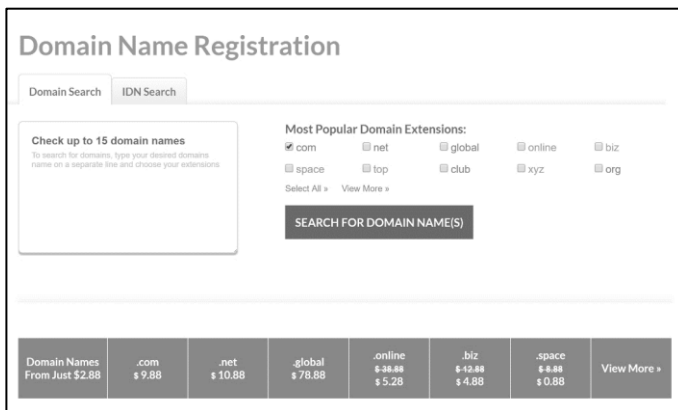 Domain Name Registration
Domain Search
IDN Search
Check up to 15 domain names
To search for domains, type your desired domains
name on a separate line and choose your extensions
Most Popular Domain Extensions:
com net global online biz
space top club xyz org
Select All » View More »
SEARCH FOR DOMAIN NAME(S)
Domain Names
From Just $2.88
.com
$ 9.88
.net
$ 10.88
.global
$ 78.88
.online
$ 38.88
$ 5.28
.biz
$ 12.88
$ 4.88
.space
$ 8.88
$ 0.88
View More »